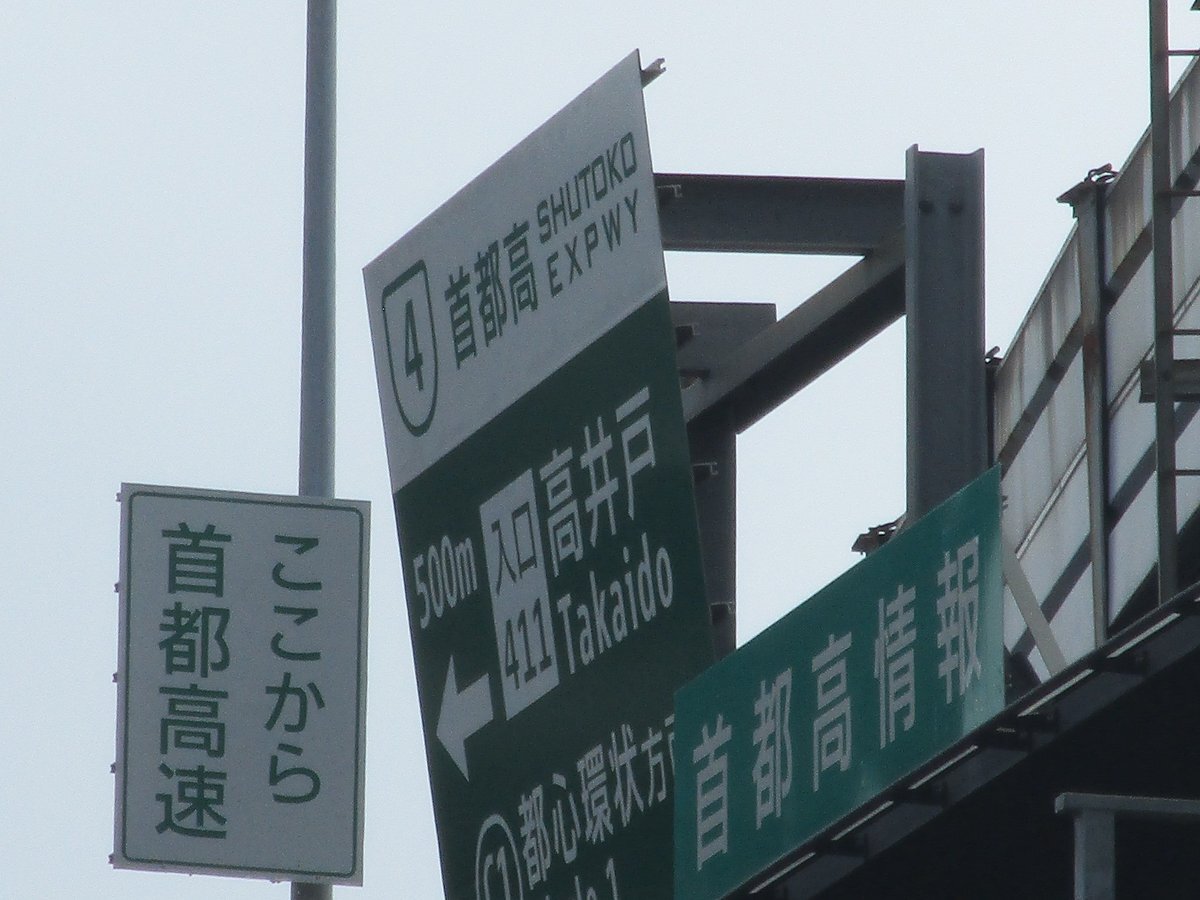 ここから
首都高速
4 首都高 SHUTOKO
EXPWY
500m 入口 高井戸
411 Takaido
C1 都心環状方
首都高情報